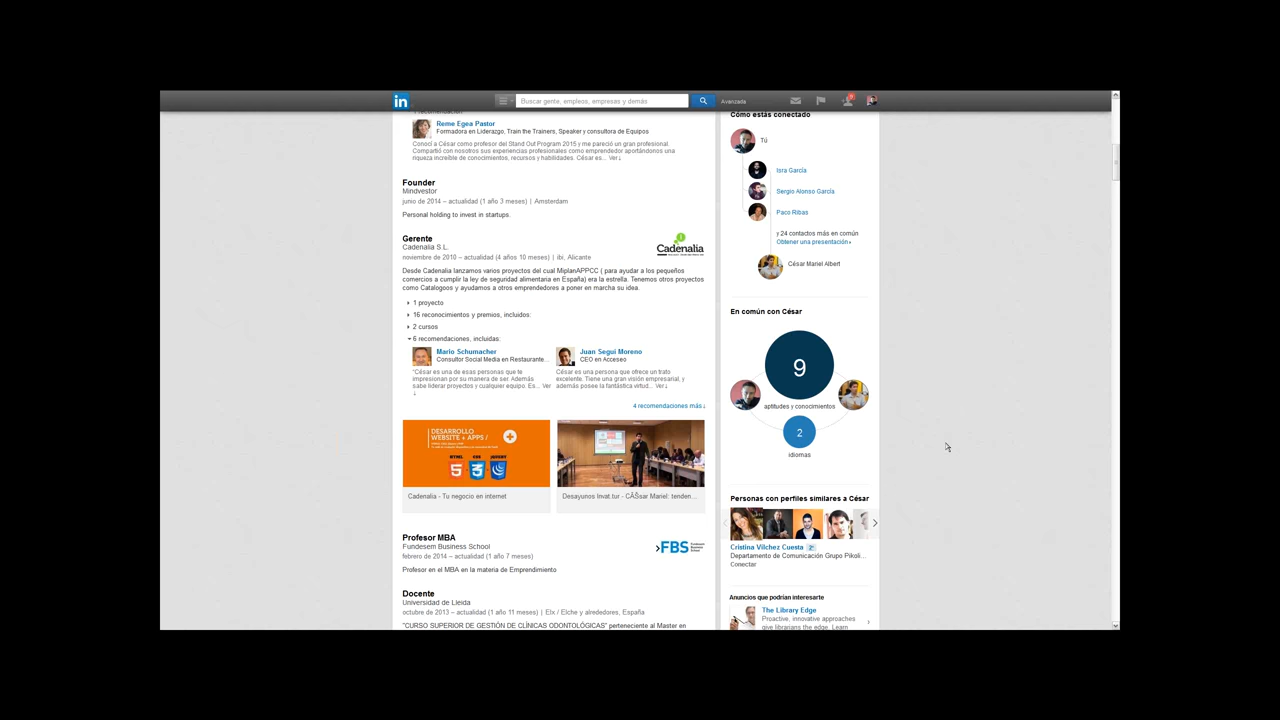 in
Buscar gente, empleos, empresas y demás
Avanzada
Reme Egea Pastor
Formadora en Liderazgo, Train the Trainers, Speaker y consultora de Equipos
Conocí a César como profesor del Stand Out Program 2015 y me pareció un gran profesional.
Compartió con nosotros sus experiencias profesionales como emprendedor aportándonos una
riqueza increíble de conocimientos, recursos y habilidades. César es... Ver↓
Founder
Mindvestor
junio de 2014 – actualidad (1 año 3 meses) | Amsterdam
Personal holding to invest in startups.
Gerente
Cadenalia S.L.
noviembre de 2010 – actualidad (4 años 10 meses) | ibi, Alicante
Cadenalia
Desde Cadenalia lanzamos varios proyectos del cual MiplanAPPCC ( para ayudar a los pequeños
comercios a cumplir la ley de seguridad alimentaria en España) era la estrella. Tenemos otros proyectos
como Catalogoos y ayudamos a otros emprendedores a poner en marcha su idea.
1 proyecto
16 reconocimientos y premios, incluidos:
2 cursos
6 recomendaciones, incluidas:
Mario Schumacher
Consultor Social Media en Restaurante...
"César es una de esas personas que te
impresionan por su manera de ser. Además
sabe liderar proyectos y cualquier equipo. Es... Ver
↓
Juan Seguí Moreno
CEO en Acceseo
César es una persona que ofrece un trato
excelente. Tiene una gran visión empresarial, y
además posee la fantástica virtud... Ver↓
4 recomendaciones más↓
DESARROLLO
WEBSITE + APPS /
HTML
CSS
5
3
Cadenalia - Tu negocio en internet
Desayunos Invat.tur - CÃŠsar Mariel: tenden...
Profesor MBA
Fundesem Business School
febrero de 2014 – actualidad (1 año 7 meses)
FBS Fundesem Business School
Profesor en el MBA en la materia de Emprendimiento
Docente
Universidad de Lleida
octubre de 2013 – actualidad (1 año 11 meses) | Elx / Elche y alrededores, España
"CURSO SUPERIOR DE GESTIÓN DE CLÍNICAS ODONTOLÓGICAS" perteneciente al Master en
Cómo estás conectado
Tú
Isra García
Sergio Alonso García
Paco Ribas
y 24 contactos más en común
Obtener una presentación
César Mariel Albert
En común con César
9
aptitudes y conocimientos
2
idiomas
Personas con perfiles similares a César
Cristina Vilchez Cuesta 2º
Departamento de Comunicación Grupo Pikoli...
Conectar
Anuncios que podrían interesarte
The Library Edge
Proactive, innovative approaches
give librarians the edge. Learn